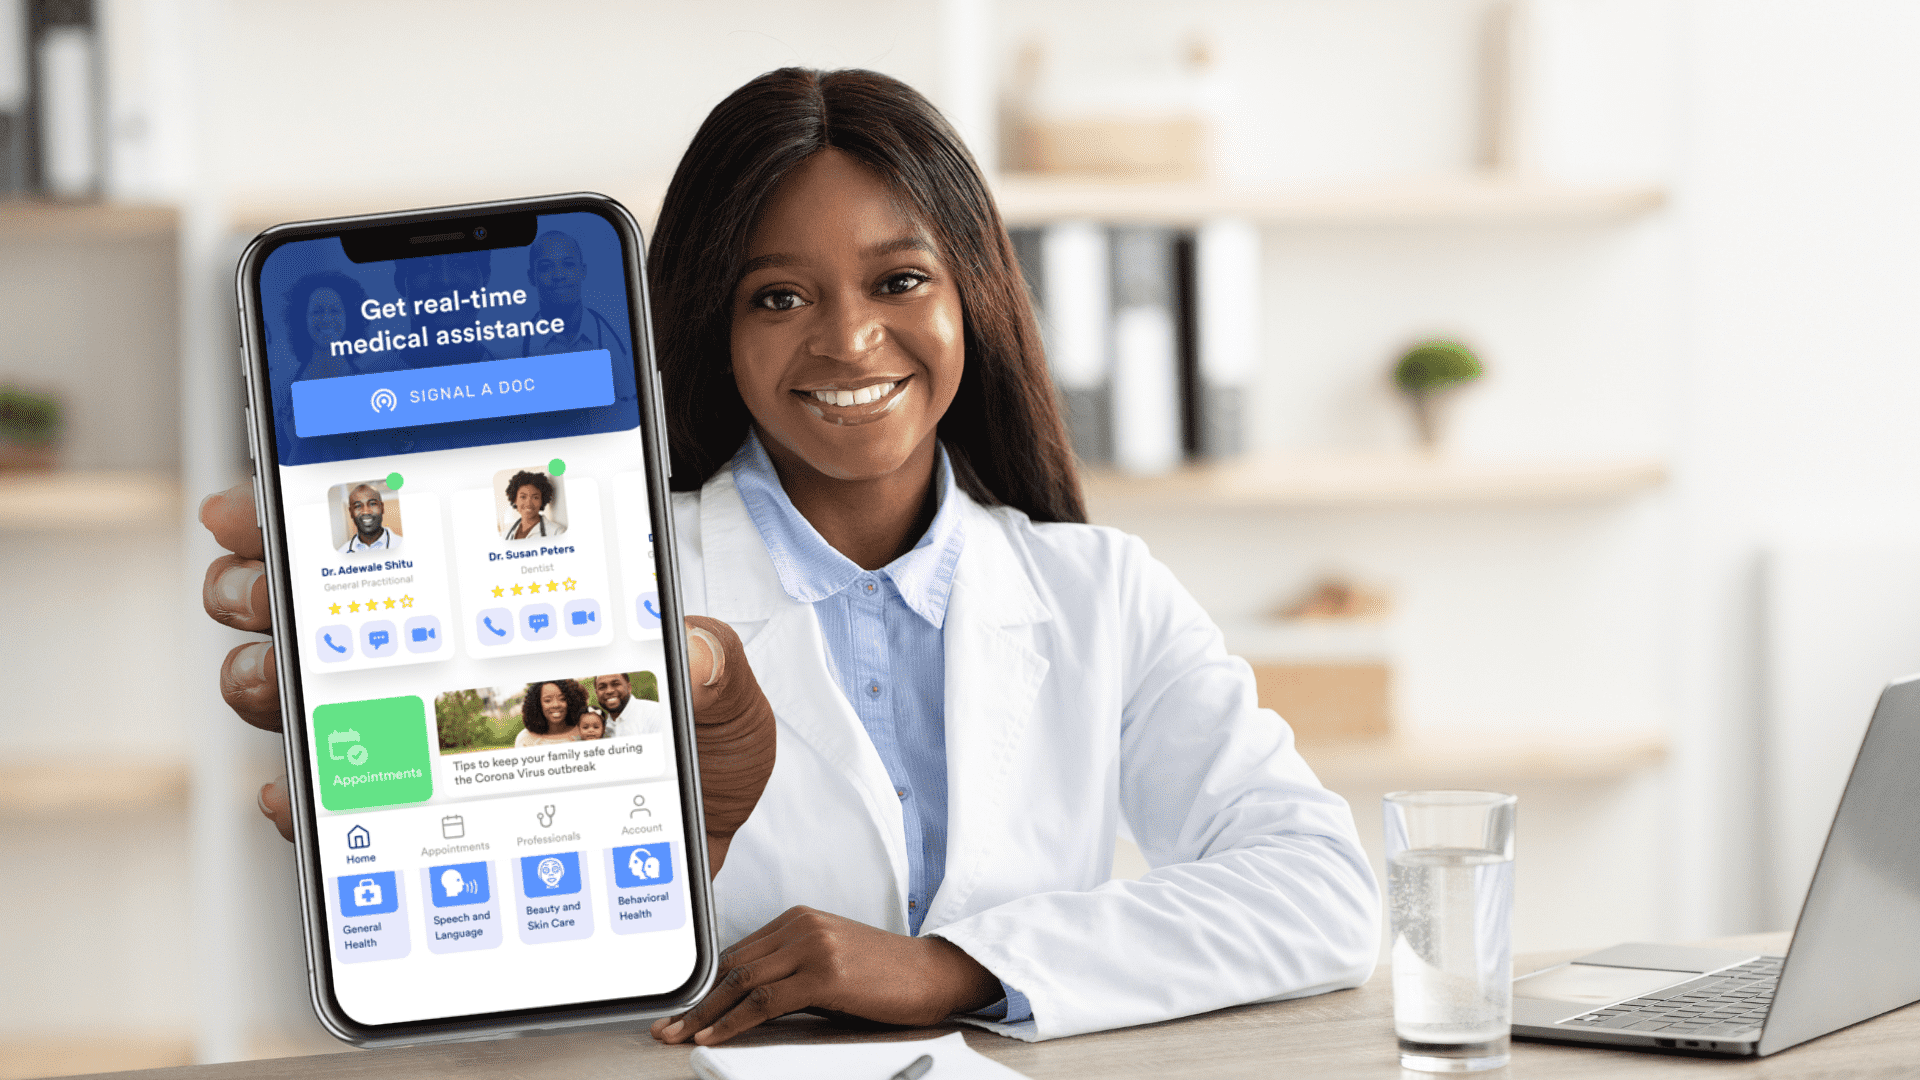 Get real-time
medical assistance
SIGNAL A DOC
Dr. Adewale Shitu
General Practitional
Dr. Susan Peters
Dentist
Appointments
Tips to keep your family safe during
the Corona Virus outbreak
Home
Appointments
Professionals
Account
General
Health
Speech and
Language
Beauty and
Skin Care
Behavioral
Health